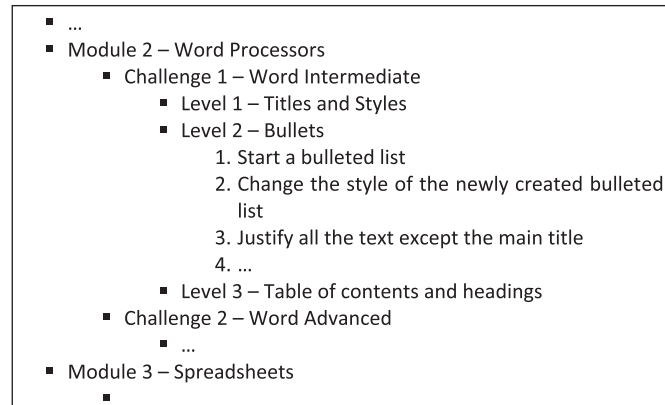 ▪ ...
▪ Module 2 – Word Processors
▪ Challenge 1 – Word Intermediate
▪ Level 1 – Titles and Styles
▪ Level 2 – Bullets
1. Start a bulleted list
2. Change the style of the newly created bulleted
list
3. Justify all the text except the main title
4. ...
▪ Level 3 – Table of contents and headings
▪ Challenge 2 – Word Advanced
▪ ...
▪ Module 3 – Spreadsheets
▪